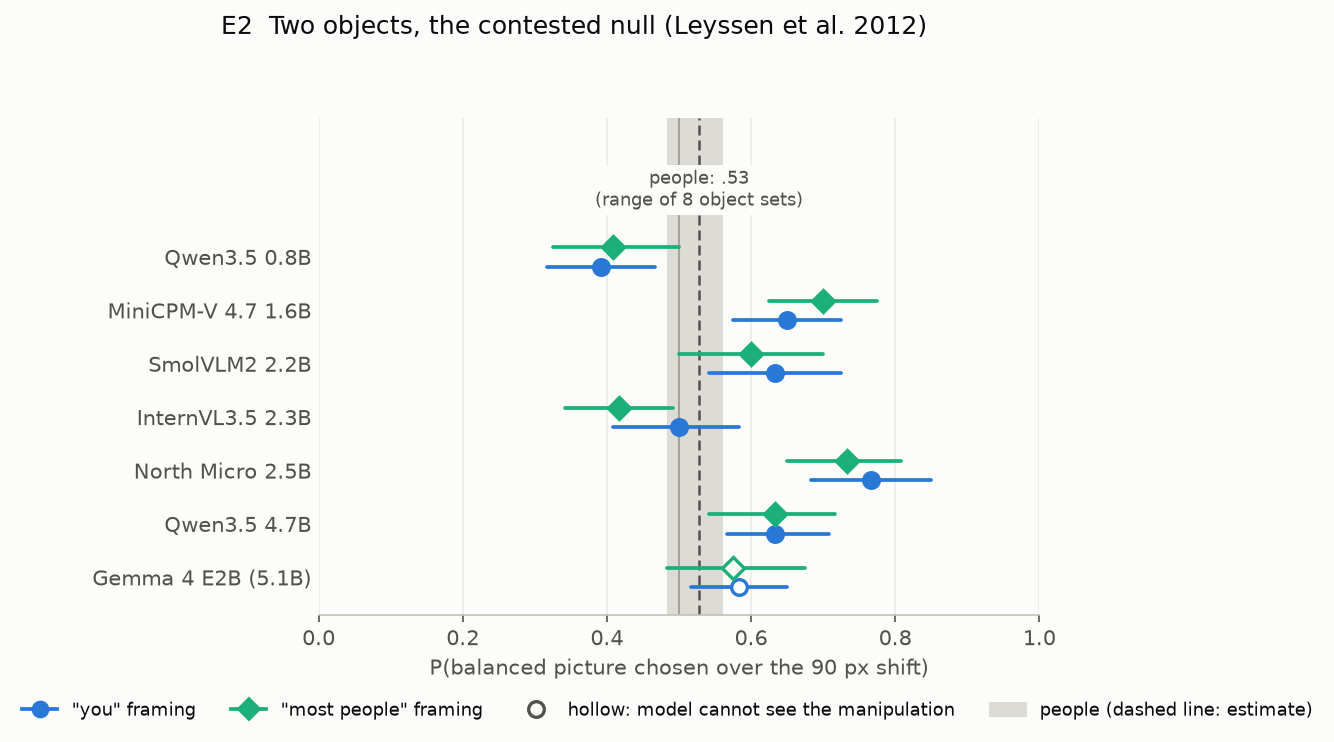 E2  Two objects, the contested null (Leyssen et al. 2012)
people: .53
(range of 8 object sets)
Qwen3.5 0.8B
MiniCPM-V 4.7 1.6B
SmolVLM2 2.2B
InternVL3.5 2.3B
North Micro 2.5B
Qwen3.5 4.7B
Gemma 4 E2B (5.1B)
0.0 0.2 0.4 0.6 0.8 1.0
P(balanced picture chosen over the 90 px shift)
"you" framing "most people" framing hollow: model cannot see the manipulation people (dashed line: estimate)